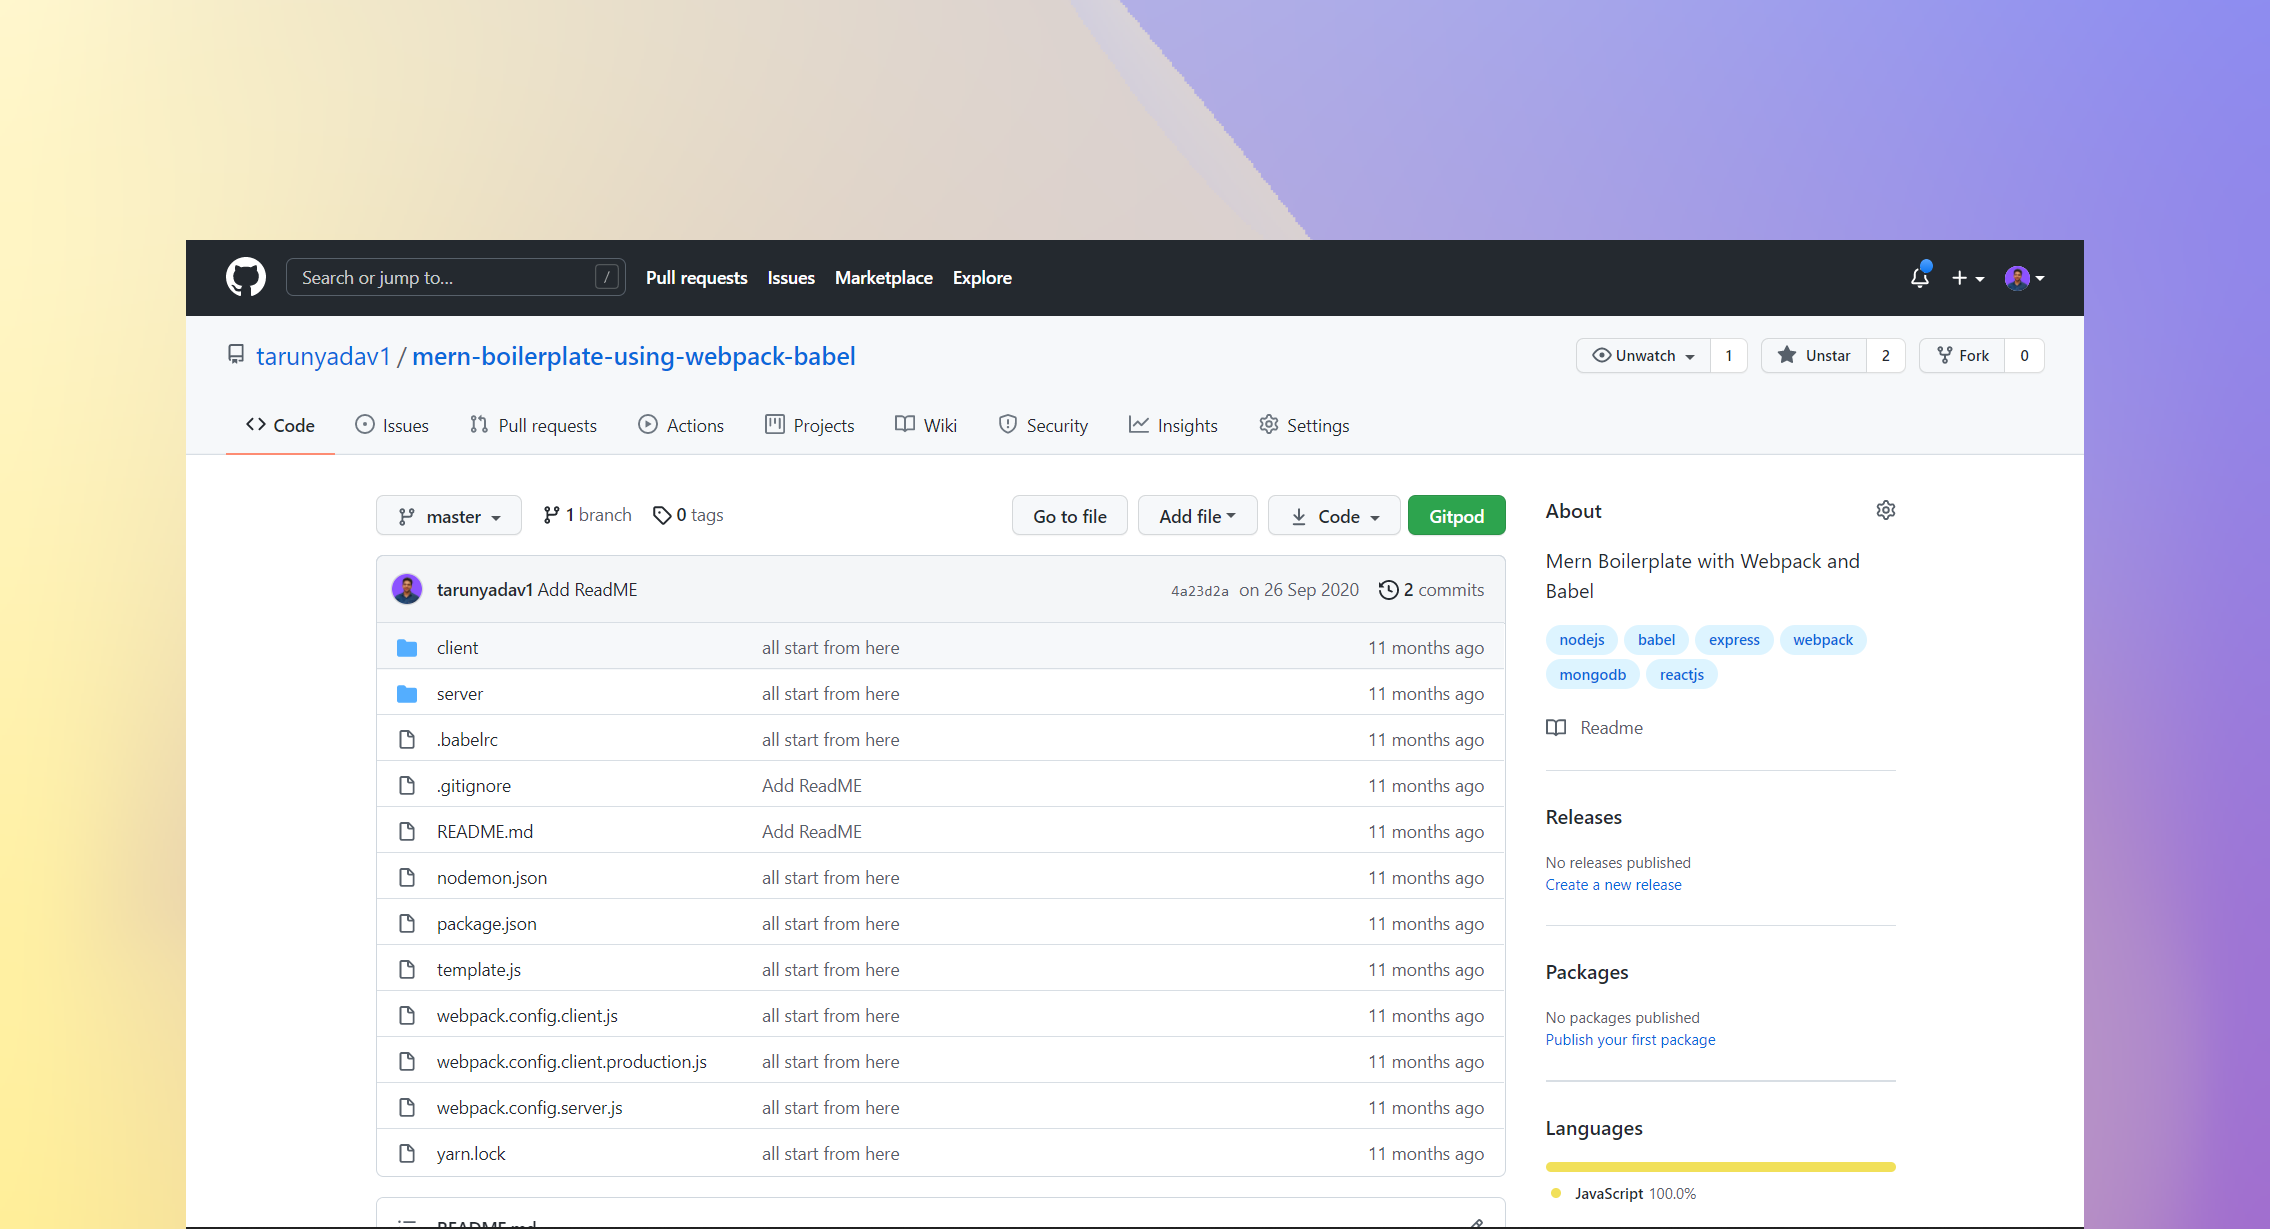 Search or jump to... / Pull requests Issues Marketplace Explore
tarunyadav1 / mern-boilerplate-using-webpack-babel Unwatch 1 Unstar 2 Fork 0
Code Issues Pull requests Actions Projects Wiki Security Insights Settings
master 1 branch 0 tags Go to file Add file Code Gitpod
tarunyadav1 Add ReadME 4a23d2a on 26 Sep 2020 2 commits
client all start from here 11 months ago
server all start from here 11 months ago
.babelrc all start from here 11 months ago
.gitignore Add ReadME 11 months ago
README.md Add ReadME 11 months ago
nodemon.json all start from here 11 months ago
package.json all start from here 11 months ago
template.js all start from here 11 months ago
webpack.config.client.js all start from here 11 months ago
webpack.config.client.production.js all start from here 11 months ago
webpack.config.server.js all start from here 11 months ago
yarn.lock all start from here 11 months ago
README.md
About
Mern Boilerplate with Webpack and
Babel
nodejs babel express webpack
mongodb reactjs
Readme
Releases
No releases published
Create a new release
Packages
No packages published
Publish your first package
Languages
JavaScript 100.0%